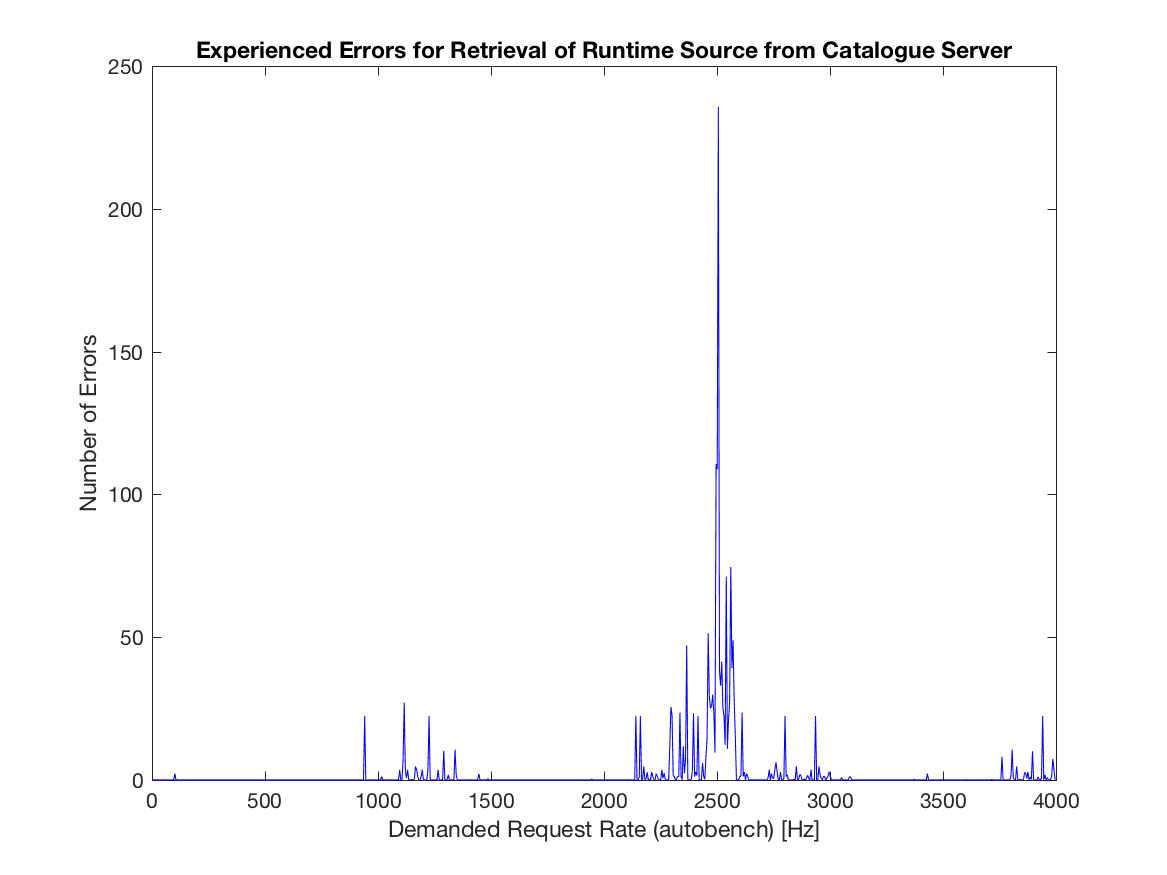 Experienced Errors for Retrieval of Runtime Source from Catalogue Server
250
200
150
100
50
0
Number of Errors
0 500 1000 1500 2000 2500 3000 3500 4000
Demanded Request Rate (autobench) [Hz]